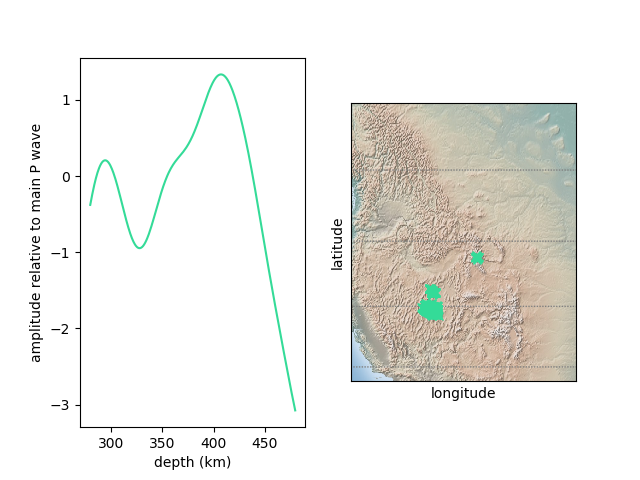 amplitude relative to main P wave
1
0
−1
−2
−3
300
350
400
450
depth (km)
latitude
longitude